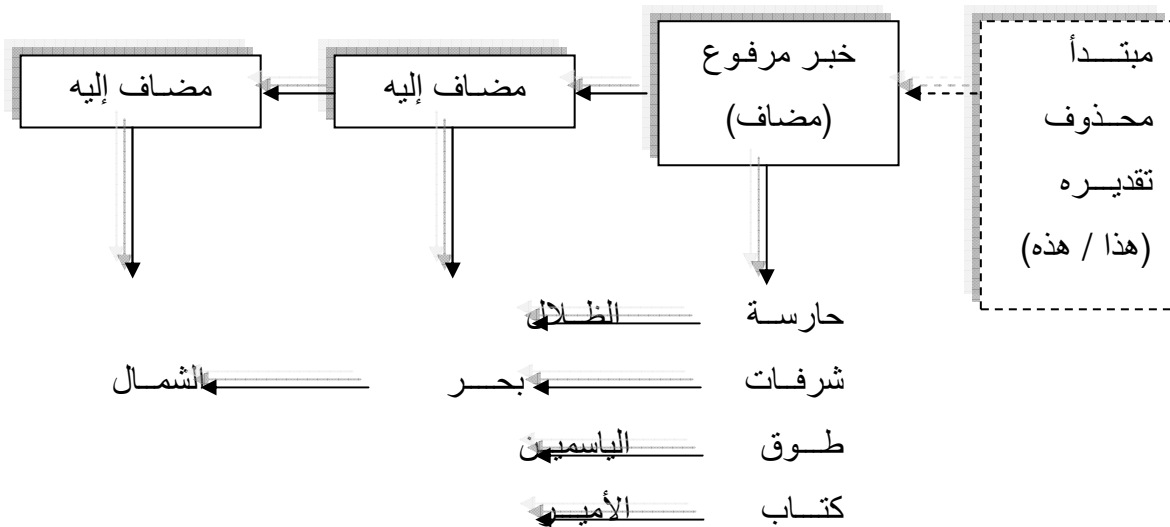 مبتدأ
محذوف
تقديره
(هذا / هذه)
خبر مرفوع
(مضاف)
مضاف إليه
مضاف إليه
حارسة الظلال
شرفات بحر الشمال
طوق الياسمين
كتاب الأمير